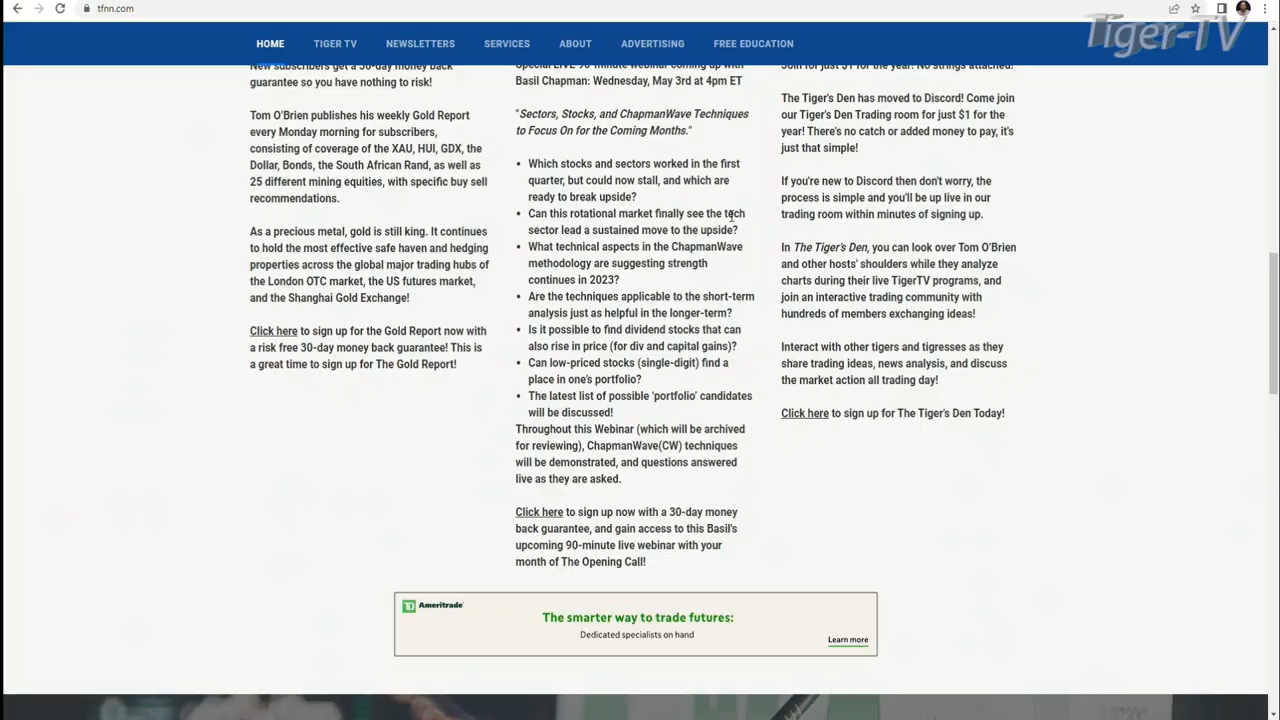 tfnn.com
Tiger-TV
HOME
TIGER TV
NEWSLETTERS
SERVICES
ABOUT
ADVERTISING
FREE EDUCATION
New subscribers get a 30-day money back
guarantee so you have nothing to risk!
Tom O'Brien publishes his weekly Gold Report
every Monday morning for subscribers,
consisting of coverage of the XAU, HUI, GDX, the
Dollar, Bonds, the South African Rand, as well as
25 different mining equities, with specific buy sell
recommendations.
As a precious metal, gold is still king. It continues
to hold the most effective safe haven and hedging
properties across the global major trading hubs of
the London OTC market, the US futures market,
and the Shanghai Gold Exchange!
Click here to sign up for the Gold Report now with
a risk free 30-day money back guarantee! This is
a great time to sign up for The Gold Report!
Special LIVE 90-minute webinar coming up with
Basil Chapman: Wednesday, May 3rd at 4pm ET
"Sectors, Stocks, and ChapmanWave Techniques
to Focus On for the Coming Months."
• Which stocks and sectors worked in the first
quarter, but could now stall, and which are
ready to break upside?
• Can this rotational market finally see the tech
sector lead a sustained move to the upside?
• What technical aspects in the ChapmanWave
methodology are suggesting strength
continues in 2023?
• Are the techniques applicable to the short-term
analysis just as helpful in the longer-term?
• Is it possible to find dividend stocks that can
also rise in price (for div and capital gains)?
• Can low-priced stocks (single-digit) find a
place in one's portfolio?
• The latest list of possible 'portfolio' candidates
will be discussed!
Throughout this Webinar (which will be archived
for reviewing), ChapmanWave(CW) techniques
will be demonstrated, and questions answered
live as they are asked.
Click here to sign up now with a 30-day money
back guarantee, and gain access to this Basil's
upcoming 90-minute live webinar with your
month of The Opening Call!
Join for just $1 for the year! No strings attached!
The Tiger's Den has moved to Discord! Come join
our Tiger's Den Trading room for just $1 for the
year! There's no catch or added money to pay, it's
just that simple!
If you're new to Discord then don't worry, the
process is simple and you'll be up live in our
trading room within minutes of signing up.
In The Tiger's Den, you can look over Tom O'Brien
and other hosts' shoulders while they analyze
charts during their live TigerTV programs, and
join an interactive trading community with
hundreds of members exchanging ideas!
Interact with other tigers and tigresses as they
share trading ideas, news analysis, and discuss
the market action all trading day!
Click here to sign up for The Tiger's Den Today!
TD Ameritrade
The smarter way to trade futures:
Dedicated specialists on hand
Learn more